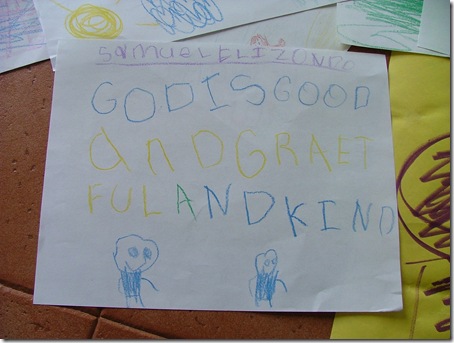 SAMUELELIZONDO
GODISGOOD
anDGRAET
FULANDKIND